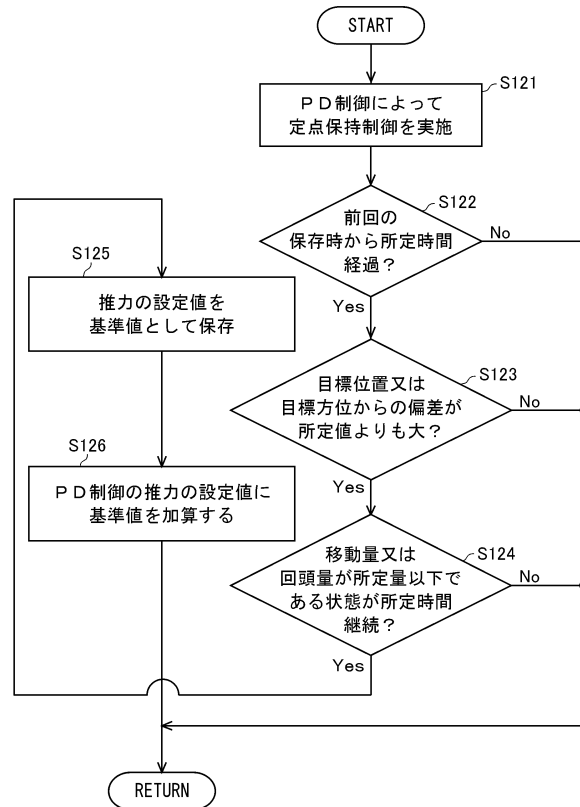 START
S121
ＰＤ制御によって
定点保持制御を実施
S122
前回の
保存時から所定時間
経過？
No
Yes
S123
目標位置又は
目標方位からの偏差が
所定値よりも大？
No
Yes
S124
移動量又は
回頭量が所定量以下で
ある状態が所定時間
継続？
No
Yes
S125
推力の設定値を
基準値として保存
S126
ＰＤ制御の推力の設定値に
基準値を加算する
RETURN